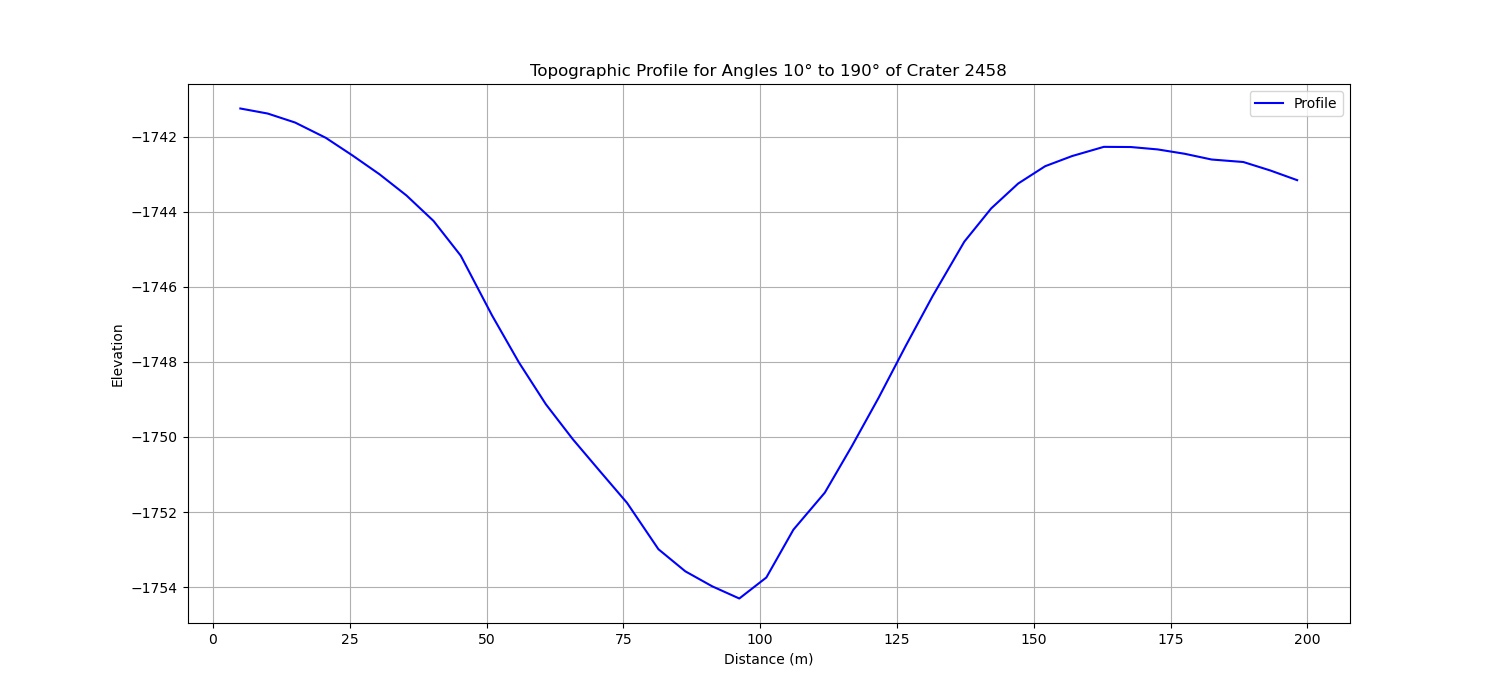 Topographic Profile for Angles 10° to 190° of Crater 2458
Profile
−1742
−1744
−1746
−1748
−1750
−1752
−1754
Elevation
0 25 50 75 100 125 150 175 200
Distance (m)